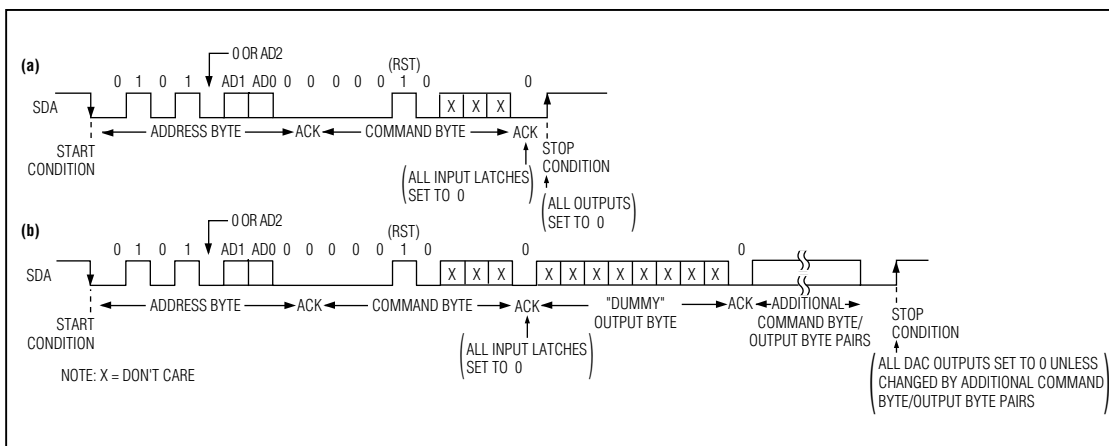 (a)
0 OR AD2
(RST)
0 1 0 1 AD1 AD0 0 0 0 0 0 1 0 0
SDA
X X X
ADDRESS BYTE ACK COMMAND BYTE ACK
START
CONDITION
STOP
CONDITION
(ALL INPUT LATCHES
SET TO 0)
(ALL OUTPUTS
SET TO 0)
(b)
0 OR AD2
(RST)
0 1 0 1 AD1 AD0 0 0 0 0 0 1 0 0 0
SDA
X X X X X X X X X X X
ADDRESS BYTE ACK COMMAND BYTE ACK "DUMMY"
OUTPUT BYTE
ACK ADDITIONAL
COMMAND BYTE/
OUTPUT BYTE PAIRS
START
CONDITION
STOP
CONDITION
(ALL INPUT LATCHES
SET TO 0)
(ALL DAC OUTPUTS SET TO 0 UNLESS
CHANGED BY ADDITIONAL COMMAND
BYTE/OUTPUT BYTE PAIRS)
NOTE: X = DON'T CARE